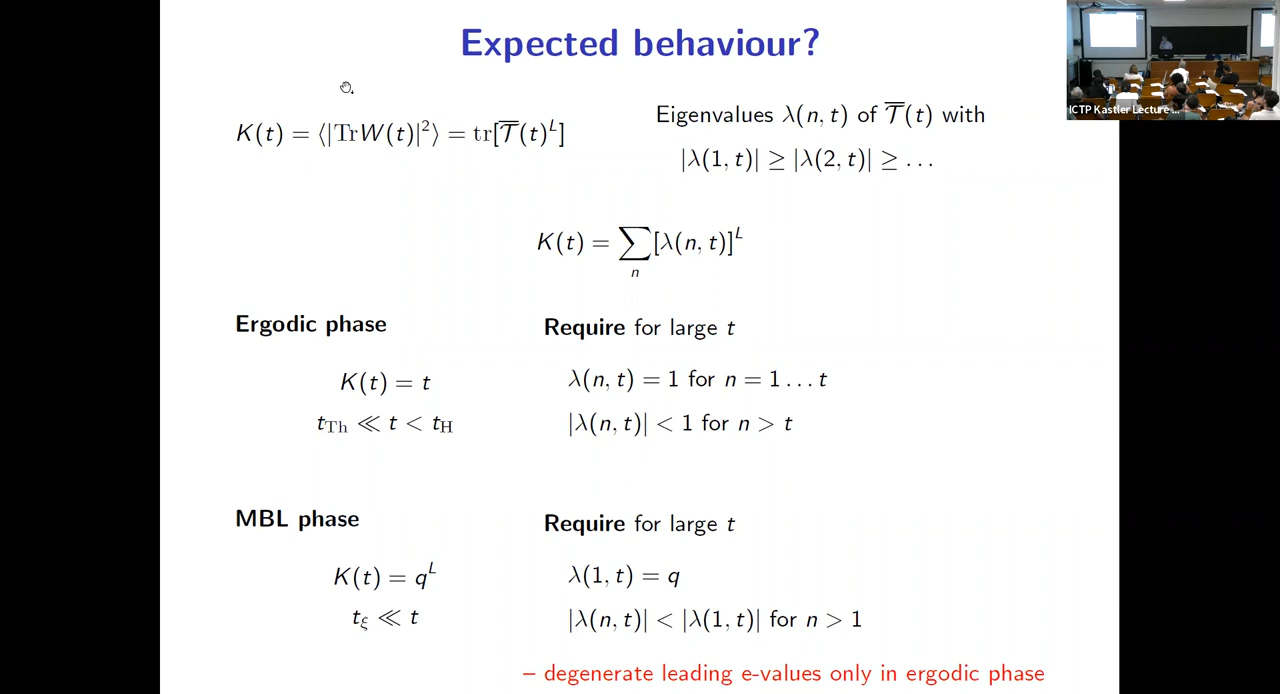 Expected behaviour?
K(t) = ⟨|TrW(t)|²⟩ = tr[𝒯̅(t)ᴸ]
Eigenvalues λ(n, t) of 𝒯̅(t) with
|λ(1, t)| ≥ |λ(2, t)| ≥ …
K(t) = ∑ₙ [λ(n, t)]ᴸ
Ergodic phase
Require for large t
K(t) = t
λ(n, t) = 1 for n = 1 … t
t_Th ≪ t < t_H
|λ(n, t)| < 1 for n > t
MBL phase
Require for large t
K(t) = qᴸ
λ(1, t) = q
t_ξ ≪ t
|λ(n, t)| < |λ(1, t)| for n > 1
– degenerate leading e-values only in ergodic phase
ICTP Kastler Lecture ...